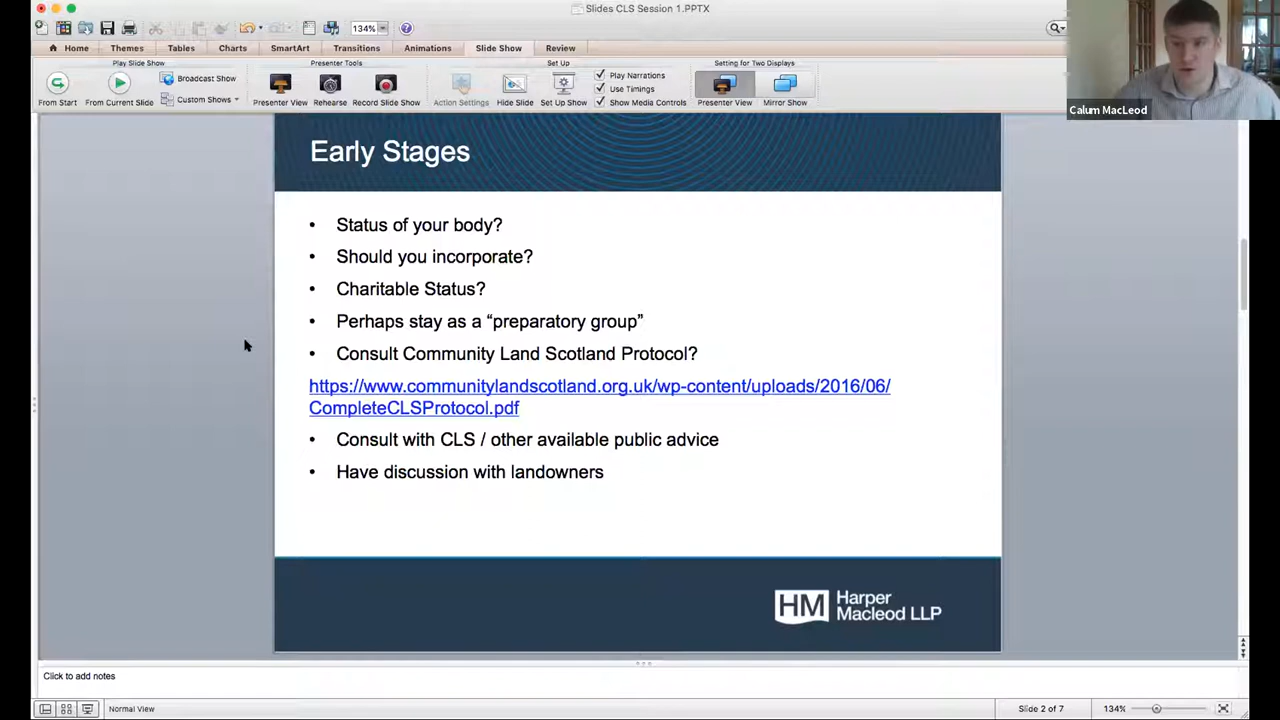 Slides CLS Session 1.PPTX
134%
Home Themes Tables Charts SmartArt Transitions Animations Slide Show Review
Play Slide Show Presenter Tools Set Up Setting for Two Displays
From Start
From Current Slide
Broadcast Show
Custom Shows
Presenter View
Rehearse
Record Slide Show
Action Settings
Hide Slide
Set Up Show
Play Narrations
Use Timings
Show Media Controls
Presenter View
Mirror Show
Calum MacLeod
Early Stages
• Status of your body?
• Should you incorporate?
• Charitable Status?
• Perhaps stay as a “preparatory group”
• Consult Community Land Scotland Protocol?
https://www.communitylandscotland.org.uk/wp-content/uploads/2016/06/
CompleteCLSProtocol.pdf
• Consult with CLS / other available public advice
• Have discussion with landowners
HM Harper
Macleod LLP
Click to add notes
Normal View Slide 2 of 7 134%